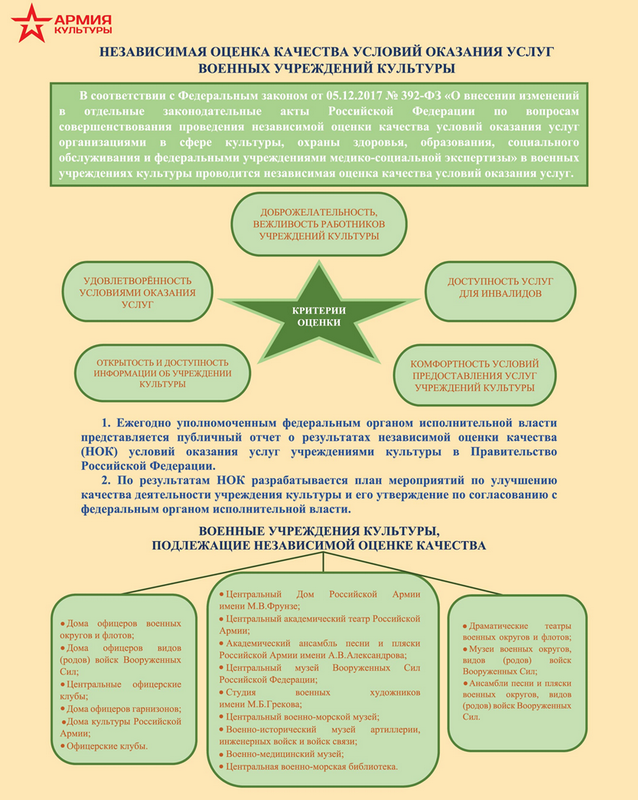 АРМИЯ
КУЛЬТУРЫ
НЕЗАВИСИМАЯ ОЦЕНКА КАЧЕСТВА УСЛОВИЙ ОКАЗАНИЯ УСЛУГ
ВОЕННЫХ УЧРЕЖДЕНИЙ КУЛЬТУРЫ
В соответствии с Федеральным законом от 05.12.2017 № 392-ФЗ «О внесении изменений
в отдельные законодательные акты Российской Федерации по вопросам
совершенствования проведения независимой оценки качества условий оказания услуг
организациями в сфере культуры, охраны здоровья, образования, социального
обслуживания и федеральными учреждениями медико-социальной экспертизы» в военных
учреждениях культуры проводится независимая оценка качества условий оказания услуг.
ДОБРОЖЕЛАТЕЛЬНОСТЬ,
ВЕЖЛИВОСТЬ РАБОТНИКОВ
УЧРЕЖДЕНИЙ КУЛЬТУРЫ
УДОВЛЕТВОРЁННОСТЬ
УСЛОВИЯМИ ОКАЗАНИЯ
УСЛУГ
ДОСТУПНОСТЬ УСЛУГ
ДЛЯ ИНВАЛИДОВ
КРИТЕРИИ
ОЦЕНКИ
ОТКРЫТОСТЬ И ДОСТУПНОСТЬ
ИНФОРМАЦИИ ОБ УЧРЕЖДЕНИИ
КУЛЬТУРЫ
КОМФОРТНОСТЬ УСЛОВИЙ
ПРЕДОСТАВЛЕНИЯ УСЛУГ
УЧРЕЖДЕНИЙ КУЛЬТУРЫ
1. Ежегодно уполномоченным федеральным органом исполнительной власти
представляется публичный отчет о результатах независимой оценки качества
(НОК) условий оказания услуг учреждениями культуры в Правительство
Российской Федерации.
2. По результатам НОК разрабатывается план мероприятий по улучшению
качества деятельности учреждения культуры и его утверждение по согласованию с
федеральным органом исполнительной власти.
ВОЕННЫЕ УЧРЕЖДЕНИЯ КУЛЬТУРЫ,
ПОДЛЕЖАЩИЕ НЕЗАВИСИМОЙ ОЦЕНКЕ КАЧЕСТВА
● Дома офицеров военных
округов и флотов;
● Дома офицеров видов
(родов) войск Вооруженных
Сил;
● Центральные офицерские
клубы;
● Дома офицеров гарнизонов;
● Дома культуры Российской
Армии;
● Офицерские клубы.
● Центральный Дом Российской Армии
имени М.В.Фрунзе;
● Центральный академический театр Российской
Армии;
● Академический ансамбль песни и пляски
Российской Армии имени А.В.Александрова;
● Центральный музей Вооруженных Сил
Российской Федерации;
● Студия военных художников
имени М.Б.Грекова;
● Центральный военно-морской музей;
● Военно-исторический музей артиллерии,
инженерных войск и войск связи;
● Военно-медицинский музей;
● Центральная военно-морская библиотека.
● Драматические театры
военных округов и флотов;
● Музеи военных округов,
видов (родов) войск
Вооруженных Сил;
● Ансамбли песни и пляски
военных округов, видов
(родов) войск Вооруженных
Сил.